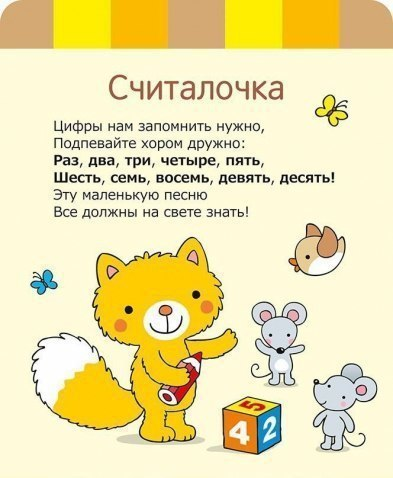 Считалочка
Цифры нам запомнить нужно,
Подпевайте хором дружно:
Раз, два, три, четыре, пять,
Шесть, семь, восемь, девять, десять!
Эту маленькую песню
Все должны на свете знать!
5
4 2